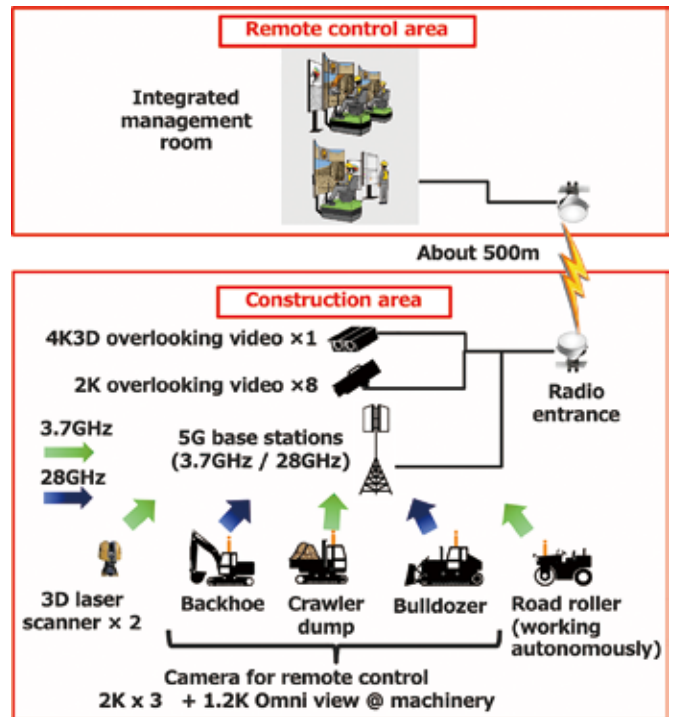 Remote control area
Integrated
management
room
About 500m
Construction area
4K3D overlooking video ×1
2K overlooking video ×8
Radio
entrance
3.7GHz
5G base stations
(3.7GHz / 28GHz)
28GHz
3D laser
scanner × 2
Backhoe
Crawler
dump
Bulldozer
Road roller
(working
autonomously)
Camera for remote control
2K x 3 + 1.2K Omni view @ machinery